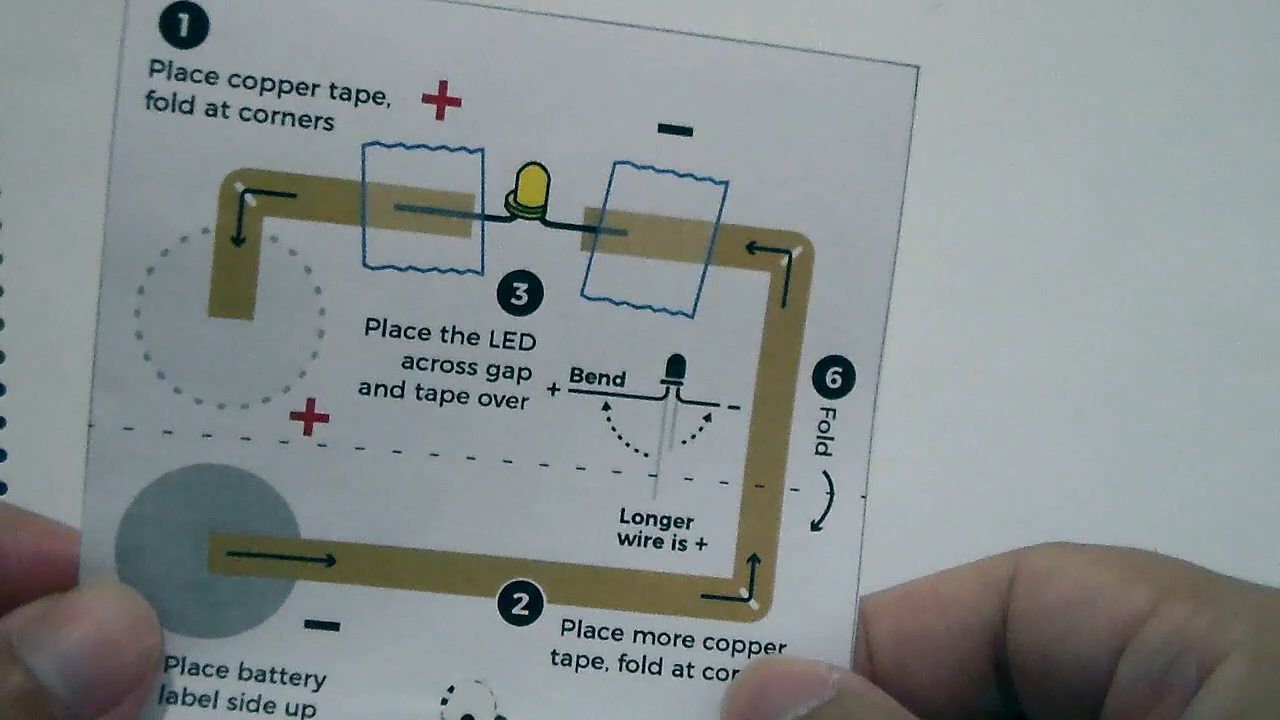 1
Place copper tape,
fold at corners
+
-
3
Place the LED
across gap
and tape over
+ Bend -
6
Fold
+
Longer
wire is +
2
-
Place more copper
tape, fold at
Place battery
label side up